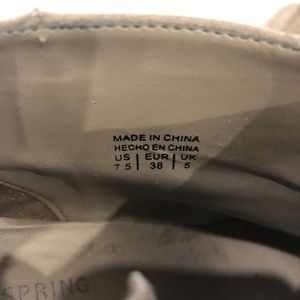 MADE IN CHINA
HECHO EN CHINA
US | EUR | UK
7.5 | 38 | 5
SPRING